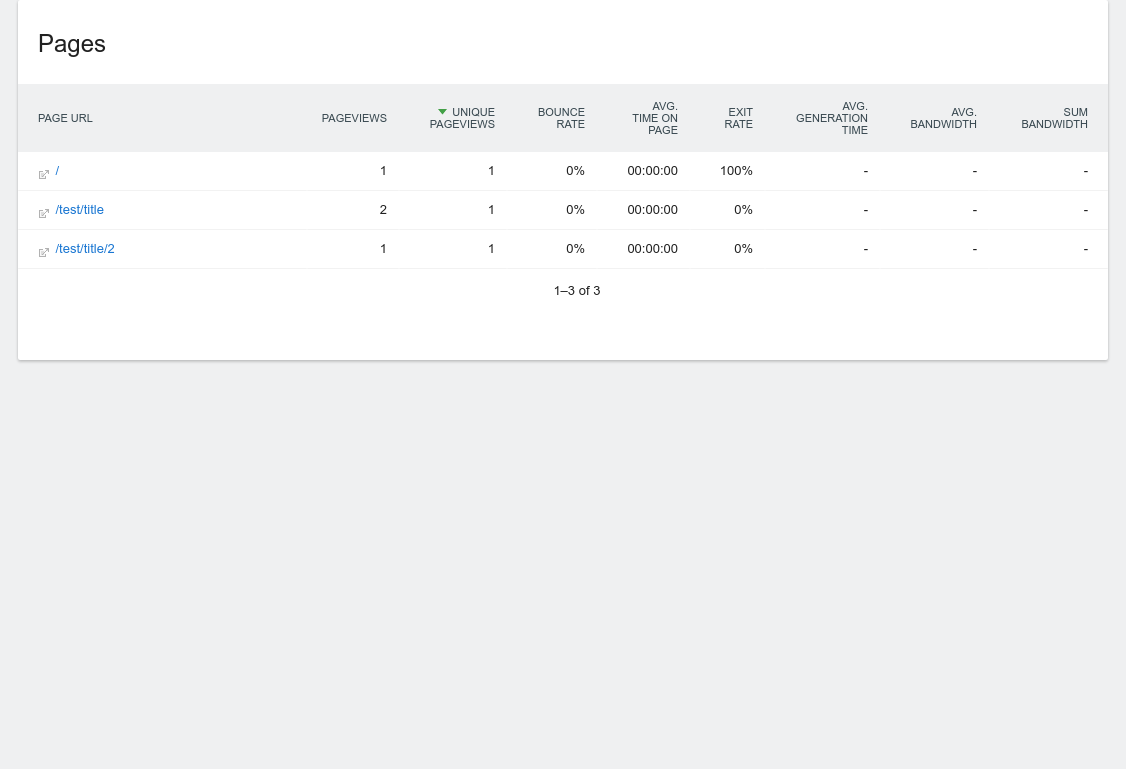 Pages
PAGE URL PAGEVIEWS UNIQUE PAGEVIEWS BOUNCE RATE AVG. TIME ON PAGE EXIT RATE AVG. GENERATION TIME AVG. BANDWIDTH SUM BANDWIDTH
/ 1 1 0% 00:00:00 100% - - -
/test/title 2 1 0% 00:00:00 0% - - -
/test/title/2 1 1 0% 00:00:00 0% - - -
1–3 of 3